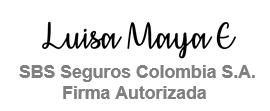 Luisa Maya E
SBS Seguros Colombia S.A.
Firma Autorizada